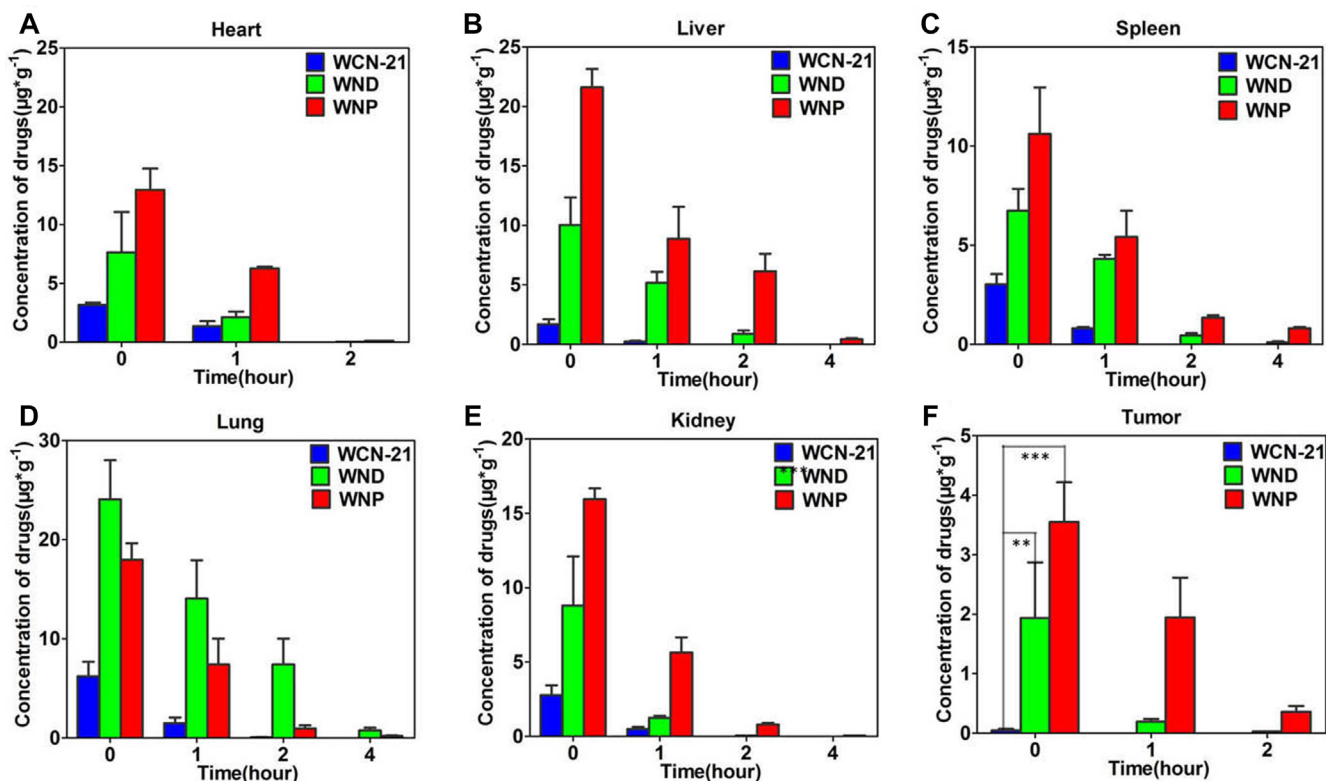 A
Heart
Concentration of drugs(µg*g⁻¹)
25
20
15
10
5
0
0 1 2
Time(hour)
WCN-21
WND
WNP
B
Liver
Concentration of drugs(µg*g⁻¹)
25
20
15
10
5
0
0 1 2 4
Time(hour)
WCN-21
WND
WNP
C
Spleen
Concentration of drugs(µg*g⁻¹)
15
10
5
0
0 1 2 4
Time(hour)
WCN-21
WND
WNP
D
Lung
Concentration of drugs(µg*g⁻¹)
30
20
10
0
0 1 2 4
Time(hour)
WCN-21
WND
WNP
E
Kidney
Concentration of drugs(µg*g⁻¹)
20
15
10
5
0
0 1 2 4
Time(hour)
WCN-21
***WND
WNP
F
Tumor
Concentration of drugs(µg*g⁻¹)
5
4
3
2
1
0
0 1 2
Time(hour)
***
**
WCN-21
WND
WNP